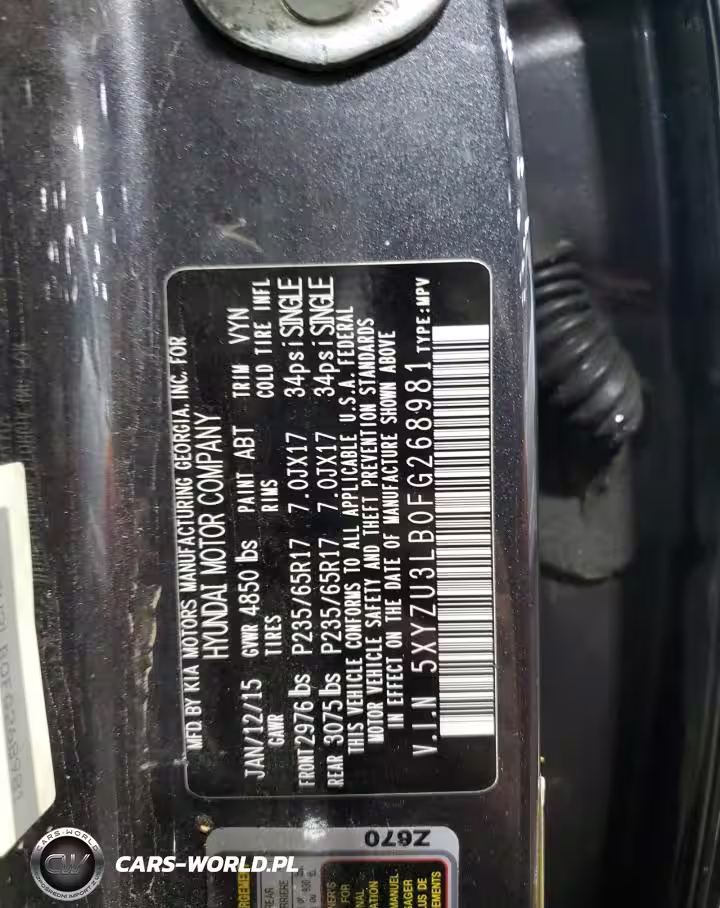 MFD. BY KIA MOTORS MANUFACTURING GEORGIA, INC. FOR
HYUNDAI MOTOR COMPANY
JAN/12/15 GVWR 4850 lbs PAINT ABT TRIM VYN
GAWR TIRES RIMS COLD TIRE INFL
FRONT 2976 lbs P235/65R17 7.0JX17 34psi SINGLE
REAR 3075 lbs P235/65R17 7.0JX17 34psi SINGLE
THIS VEHICLE CONFORMS TO ALL APPLICABLE U.S.A. FEDERAL
MOTOR VEHICLE SAFETY AND THEFT PREVENTION STANDARDS
IN EFFECT ON THE DATE OF MANUFACTURE SHOWN ABOVE
V.I.N 5XYZU3LB0FG268981 TYPE:MPV
Z670
CARS-WORLD
CW
CARS-WORLD.PL